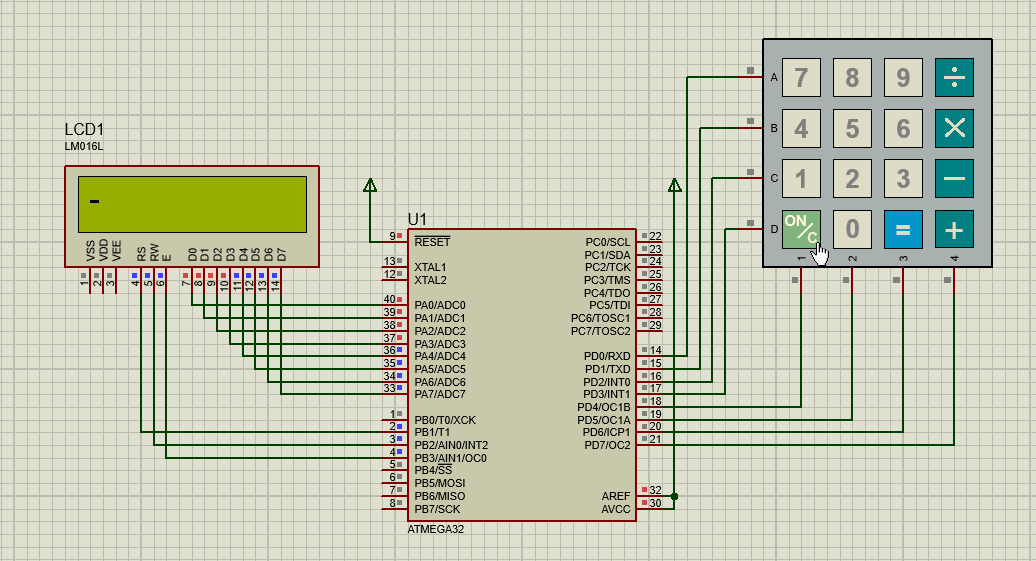 LCD1
LM016L
-
VSS
VDD
VEE
RS
RW
E
D0
D1
D2
D3
D4
D5
D6
D7
1
2
3
4
5
6
7
8
9
10
11
12
13
14
U1
9 RESET
13 XTAL1
12 XTAL2
40 PA0/ADC0
39 PA1/ADC1
38 PA2/ADC2
37 PA3/ADC3
36 PA4/ADC4
35 PA5/ADC5
34 PA6/ADC6
33 PA7/ADC7
1 PB0/T0/XCK
2 PB1/T1
3 PB2/AIN0/INT2
4 PB3/AIN1/OC0
5 PB4/SS
6 PB5/MOSI
7 PB6/MISO
8 PB7/SCK
PC0/SCL 22
PC1/SDA 23
PC2/TCK 24
PC3/TMS 25
PC4/TDO 26
PC5/TDI 27
PC6/TOSC1 28
PC7/TOSC2 29
PD0/RXD 14
PD1/TXD 15
PD2/INT0 16
PD3/INT1 17
PD4/OC1B 18
PD5/OC1A 19
PD6/ICP1 20
PD7/OC2 21
AREF 32
AVCC 30
ATMEGA32
A 7 8 9 ÷
B 4 5 6 ×
C 1 2 3 −
D ON/C 0 = +
1 2 3 4